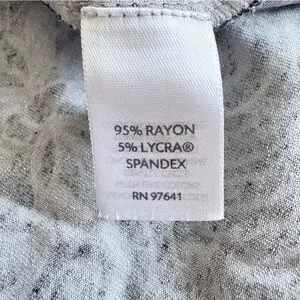 95% RAYON
5% LYCRA®
SPANDEX
RN 97641